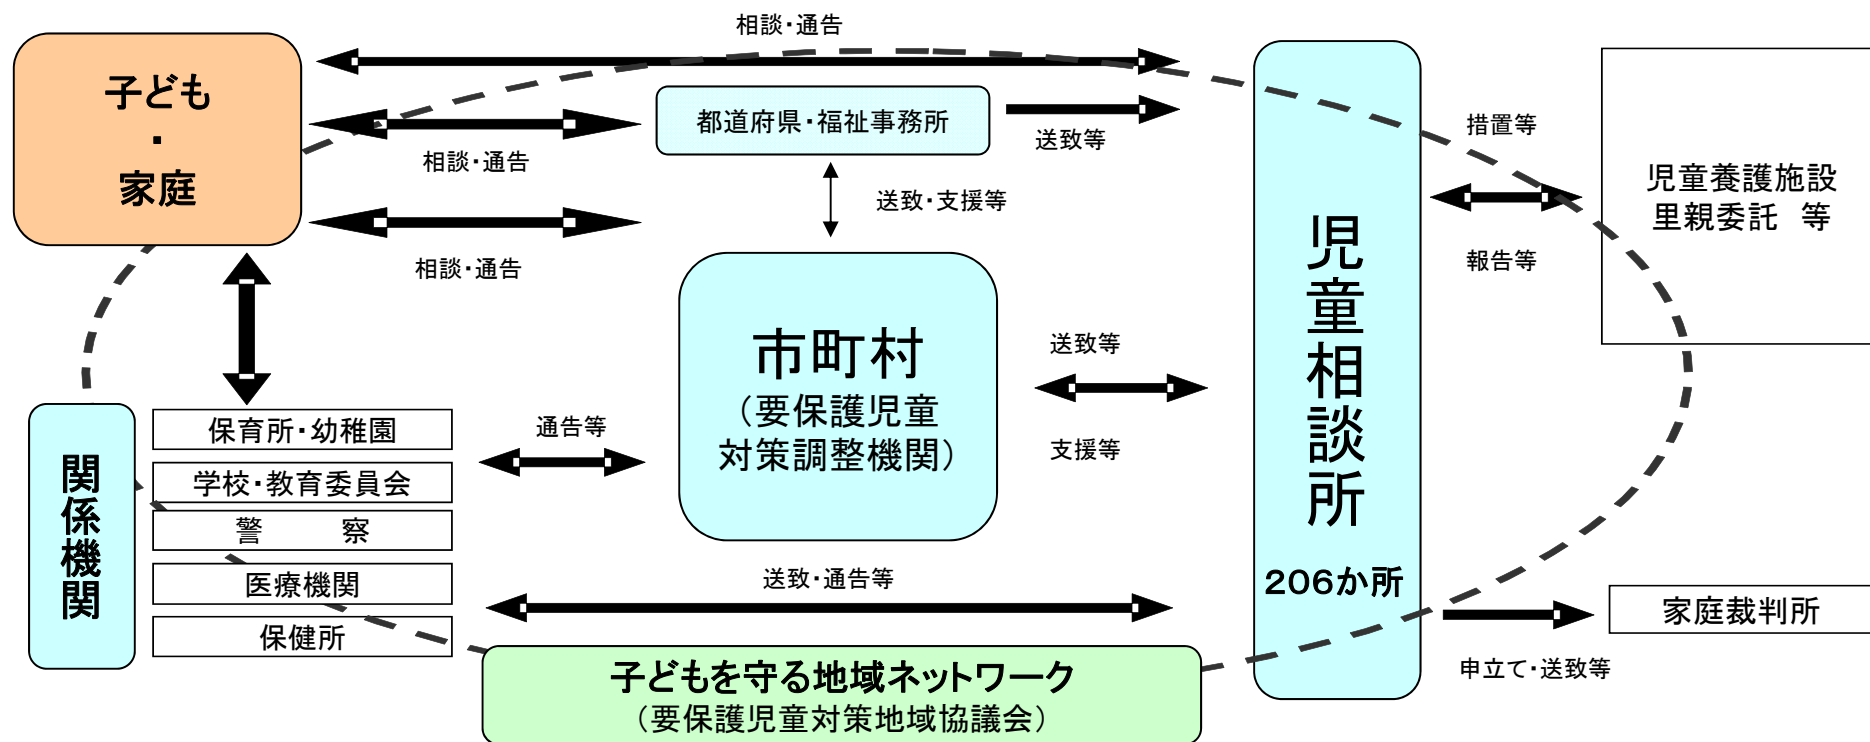 相談・通告
子ども
・
家庭
都道府県・福祉事務所
送致等
相談・通告
送致・支援等
相談・通告
措置等
児童養護施設
里親委託　等
報告等
児童相談所
206か所
市町村
（要保護児童
対策調整機関）
送致等
支援等
関係機関
保育所・幼稚園
学校・教育委員会
警　　察
医療機関
保健所
通告等
送致・通告等
家庭裁判所
申立て・送致等
子どもを守る地域ネットワーク
（要保護児童対策地域協議会）